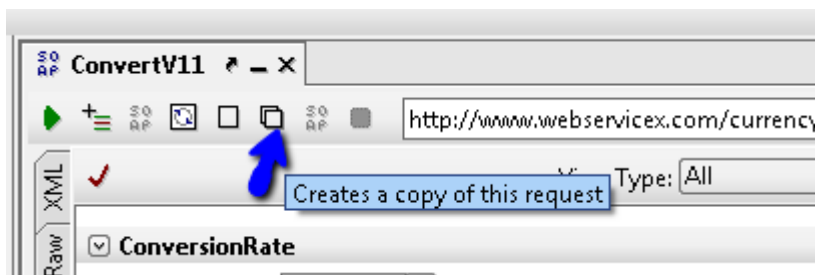 SO
AP
ConvertV11
SO
AP
SO
AP
http://www.webservicex.com/currency
XML
View Type: All
Creates a copy of this request
Raw
ConversionRate